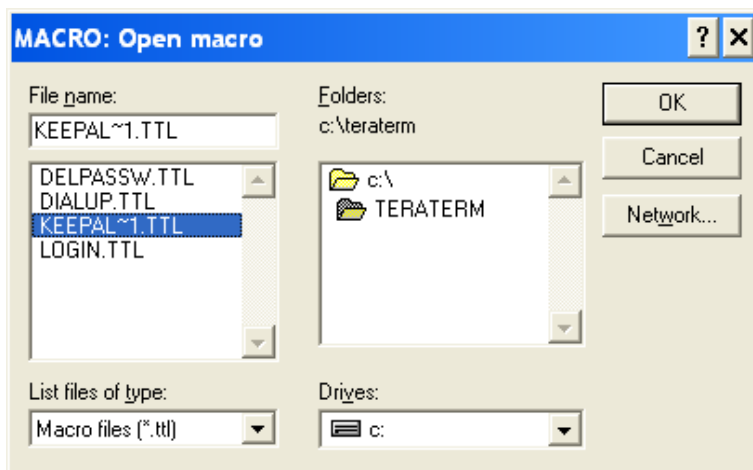 MACRO: Open macro
File name:
KEEPAL~1.TTL
DELPASSW.TTL
DIALUP.TTL
KEEPAL~1.TTL
LOGIN.TTL
List files of type:
Macro files (*.ttl)
Folders:
c:\teraterm
c:\
TERATERM
Drives:
c:
OK
Cancel
Network...